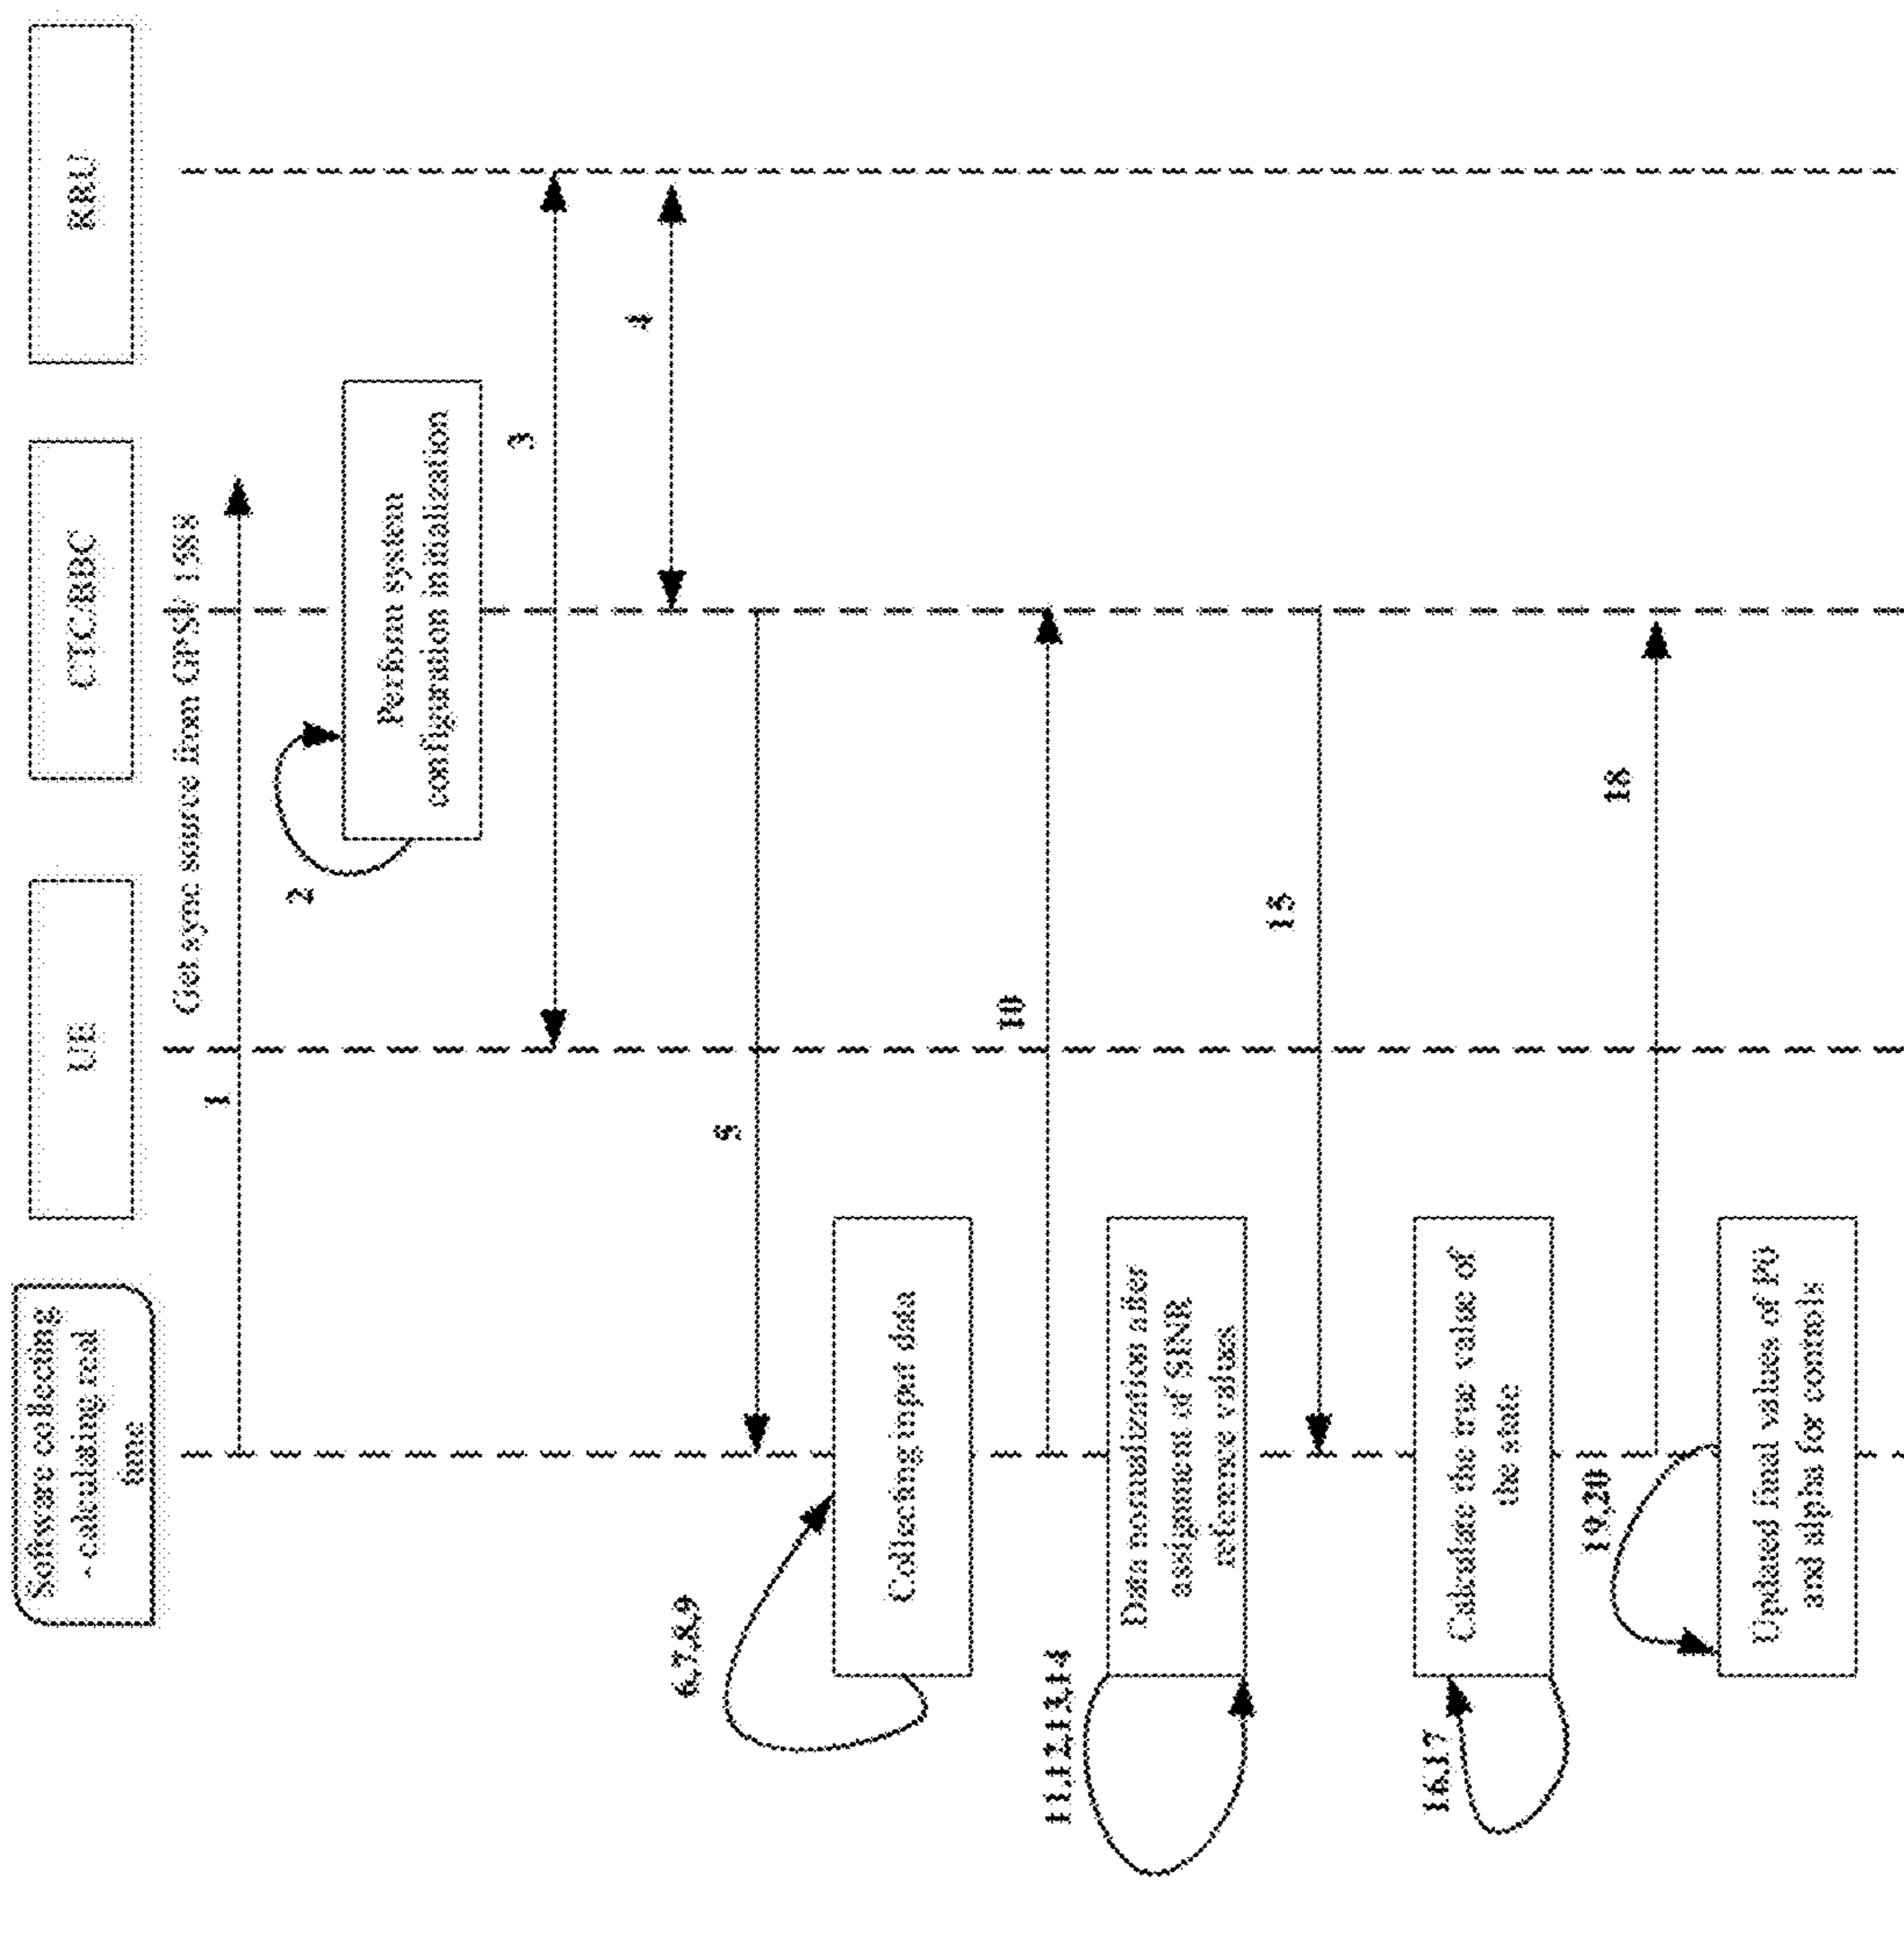 Software collecting
- calculating real
time
UE
CTC/BBC
RRU
Get sync source from GPS/ 1588
1
Perform system
configuration initialization
2
3
4
5
Collecting input data
6,7,8,9
10
Data normalization after
assignment of SINR
reference values
11,12,13,14
15
Calculate the true value of
the state
16,17
18
Updated final values of P0
and alpha for controls
19,20